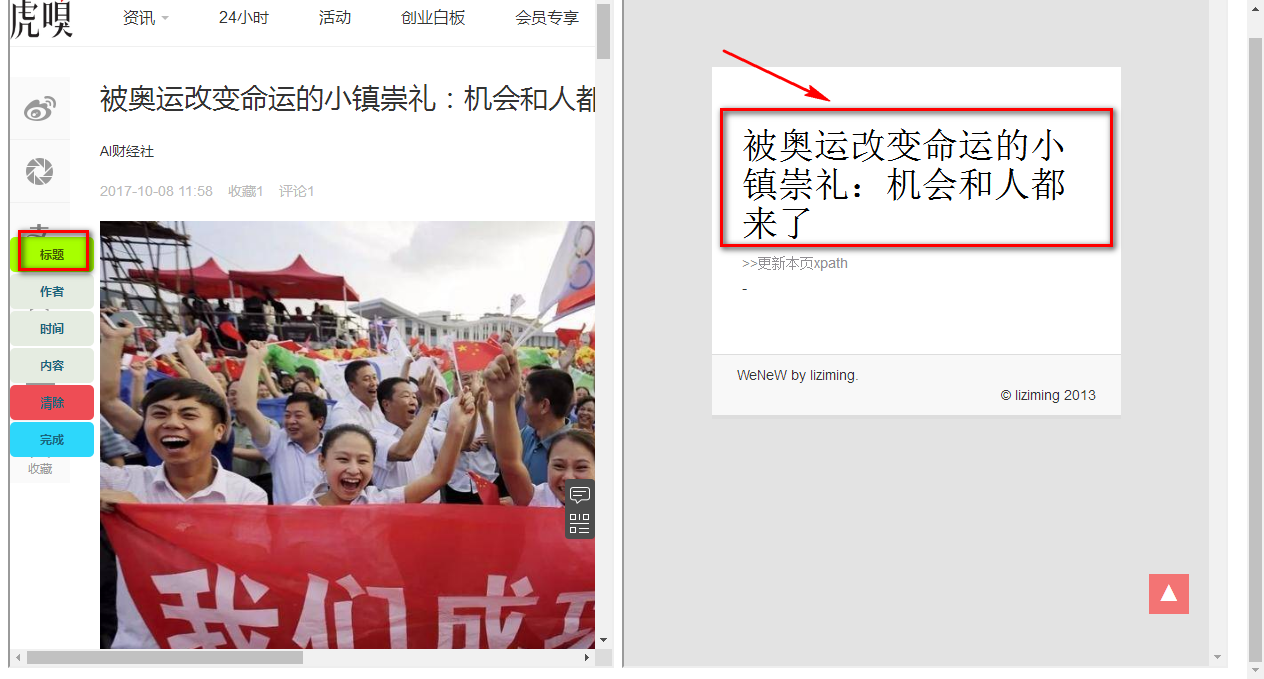 虎嗅
资讯
24小时
活动
创业白板
会员专享
被奥运改变命运的小镇崇礼：机会和人都
AI财经社
2017-10-08 11:58 收藏1 评论1
标题
作者
时间
内容
清除
完成
收藏
我们成功
被奥运改变命运的小
镇崇礼：机会和人都
来了
>>更新本页xpath
-
WeNeW by liziming.
© liziming 2013